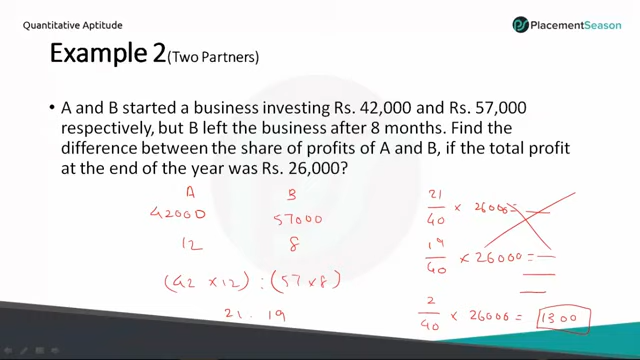 Quantitative Aptitude
PlacementSeason
Example 2 (Two Partners)
• A and B started a business investing Rs. 42,000 and Rs. 57,000
respectively, but B left the business after 8 months. Find the
difference between the share of profits of A and B, if the total profit
at the end of the year was Rs. 26,000?
A B
42000 57000
12 8
(42 × 12) : (57 × 8)
21 : 19
21/40 × 26000 =
19/40 × 26000 =
2/40 × 26000 = 1300